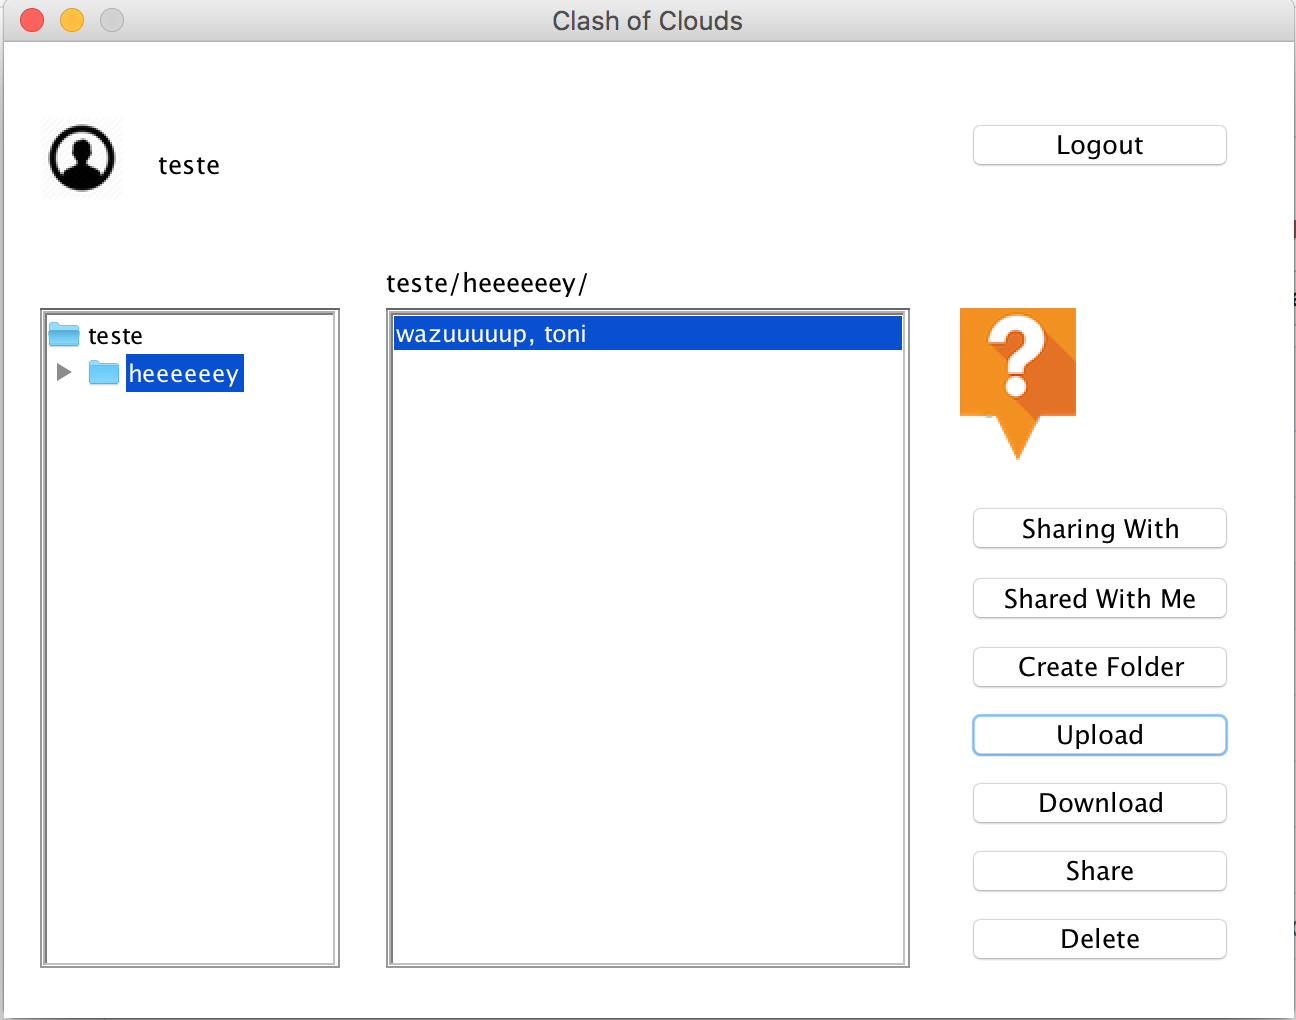 Clash of Clouds
teste
Logout
teste/heeeeeey/
teste
heeeeeey
wazuuuuup, toni
?
Sharing With
Shared With Me
Create Folder
Upload
Download
Share
Delete